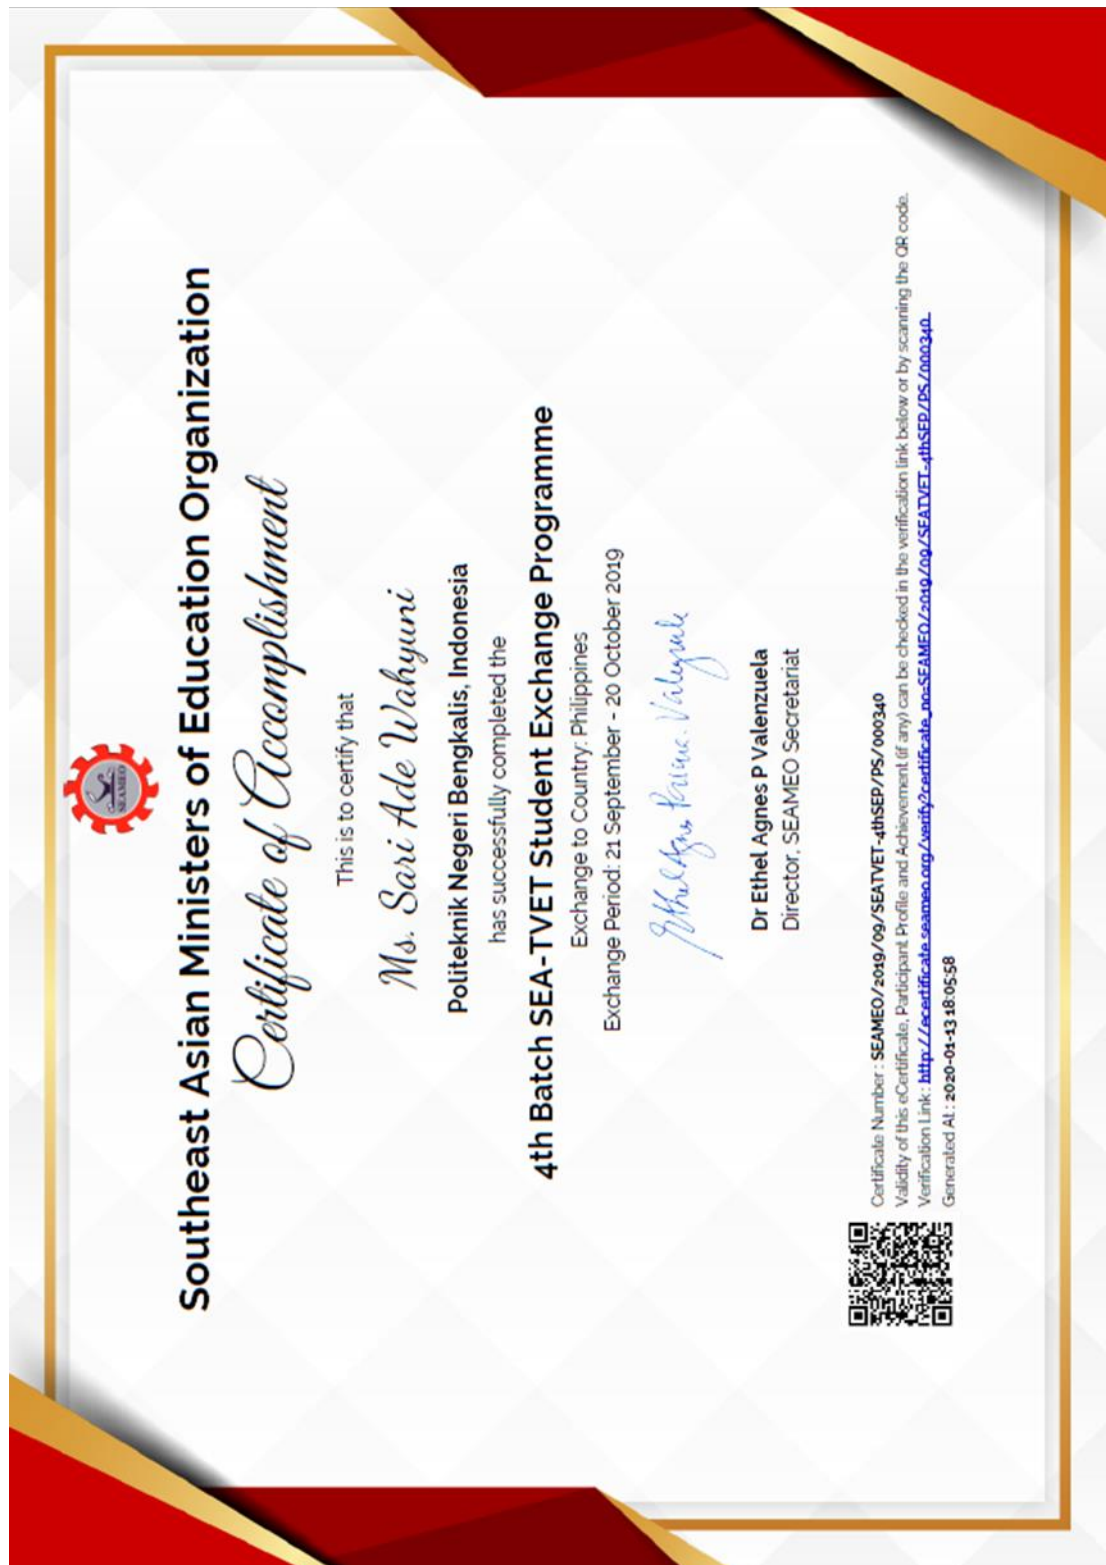 SEAMEO
Southeast Asian Ministers of Education Organization
Certificate of Accomplishment
This is to certify that
Ms. Sari Ade Wahyuni
Politeknik Negeri Bengkalis, Indonesia
has successfully completed the
4th Batch SEA-TVET Student Exchange Programme
Exchange to Country: Philippines
Exchange Period: 21 September - 20 October 2019
Dr Ethel Agnes P Valenzuela
Director, SEAMEO Secretariat
Certificate Number : SEAMEO/2019/09/SEATVET-4thSEP/PS/000340
Validity of this eCertificate, Participant Profile and Achievement (if any) can be checked in the verification link below or by scanning the QR code.
Verification Link : http://ecertificate.seameo.org/verify?certificate_no=SEAMEO/2019/09/SEATVET-4thSEP/PS/000340
Generated At : 2020-01-13 18:05:58